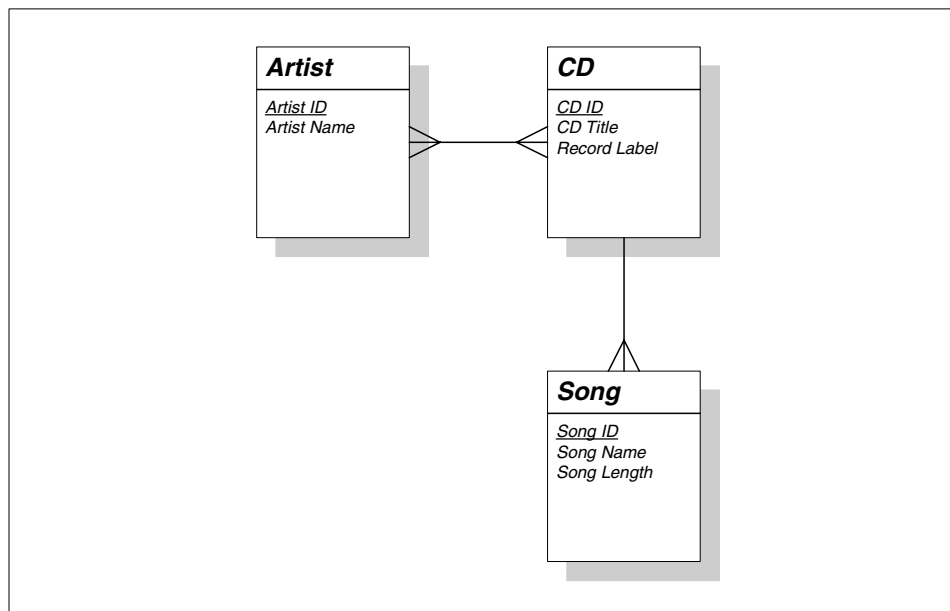 Artist
Artist ID
Artist Name
CD
CD ID
CD Title
Record Label
Song
Song ID
Song Name
Song Length